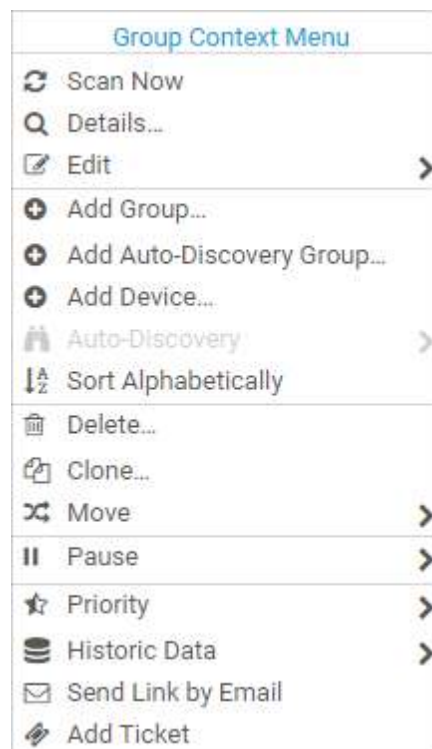 Group Context Menu
Scan Now
Details...
Edit
Add Group...
Add Auto-Discovery Group...
Add Device...
Auto-Discovery
Sort Alphabetically
Delete...
Clone...
Move
Pause
Priority
Historic Data
Send Link by Email
Add Ticket